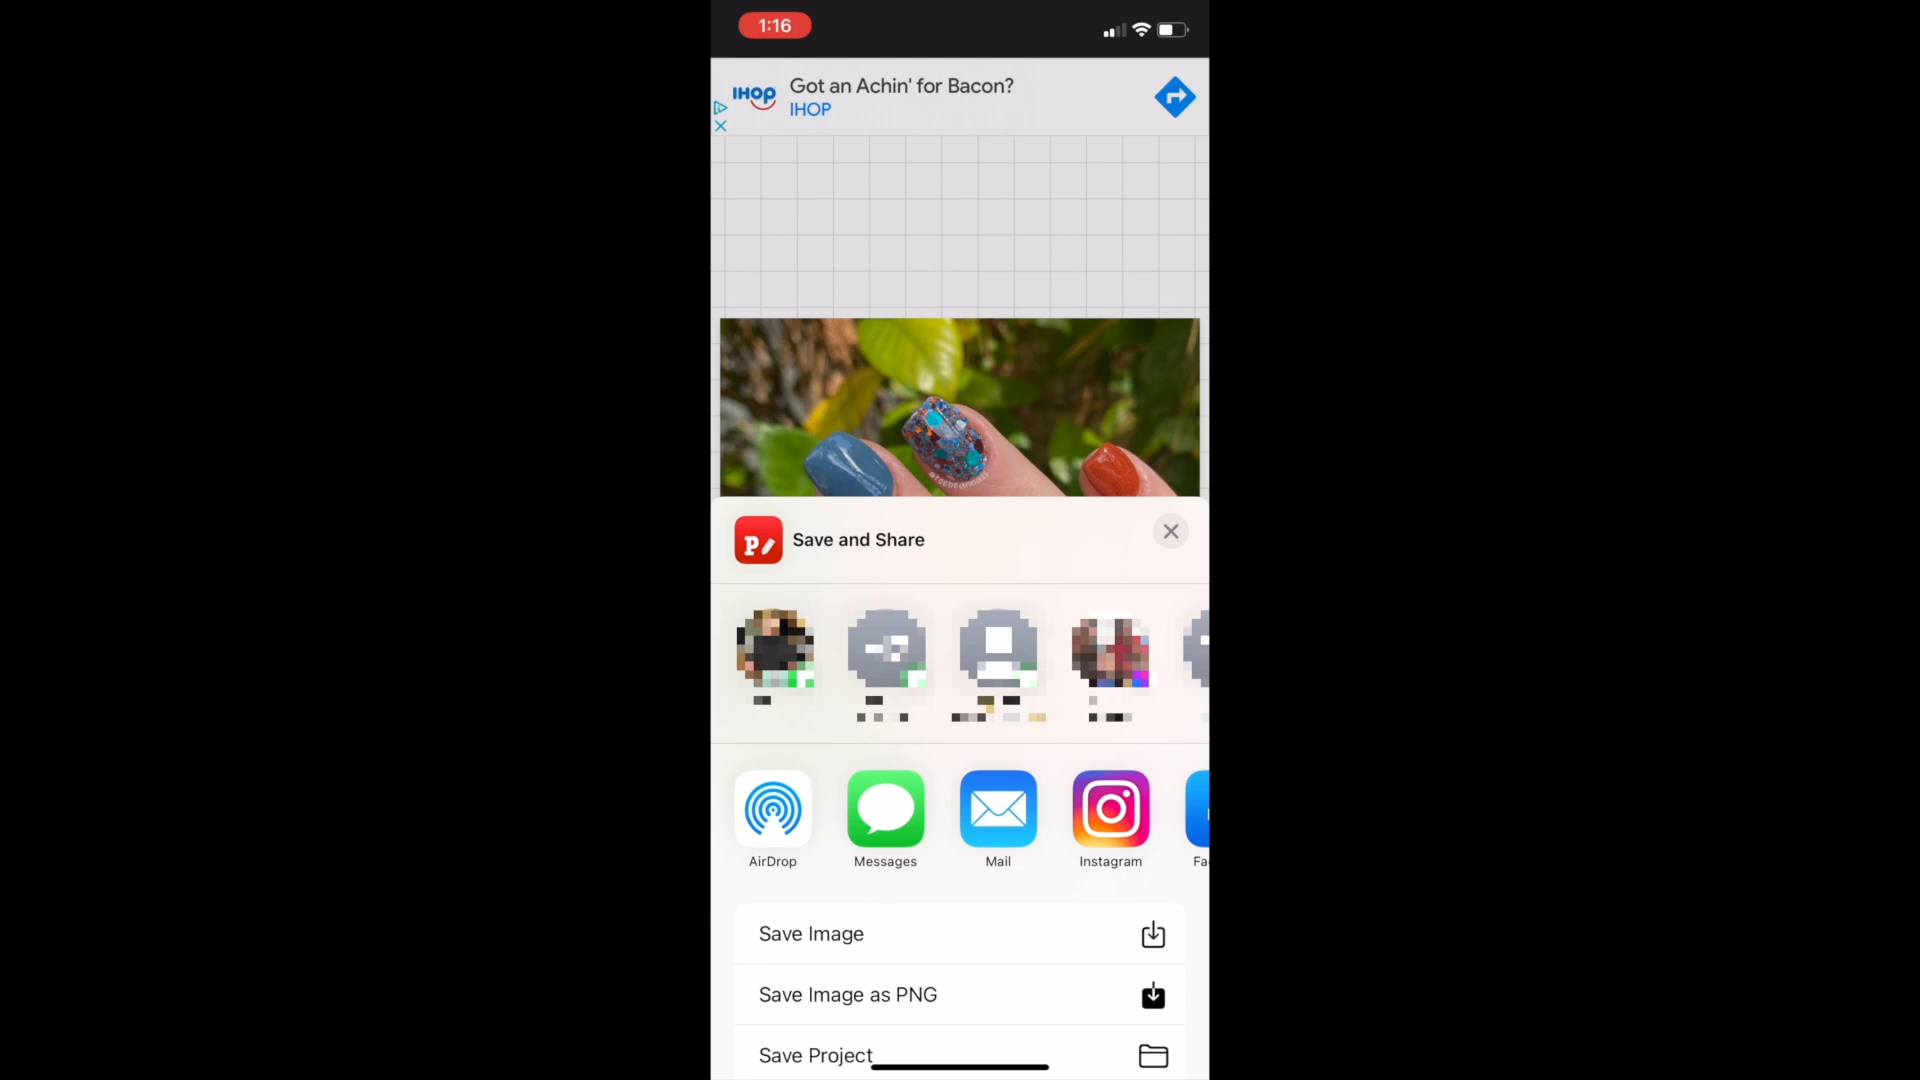 1:16
IHOP
Got an Achin' for Bacon?
IHOP
Save and Share
AirDrop
Messages
Mail
Instagram
Fa
Save Image
Save Image as PNG
Save Project